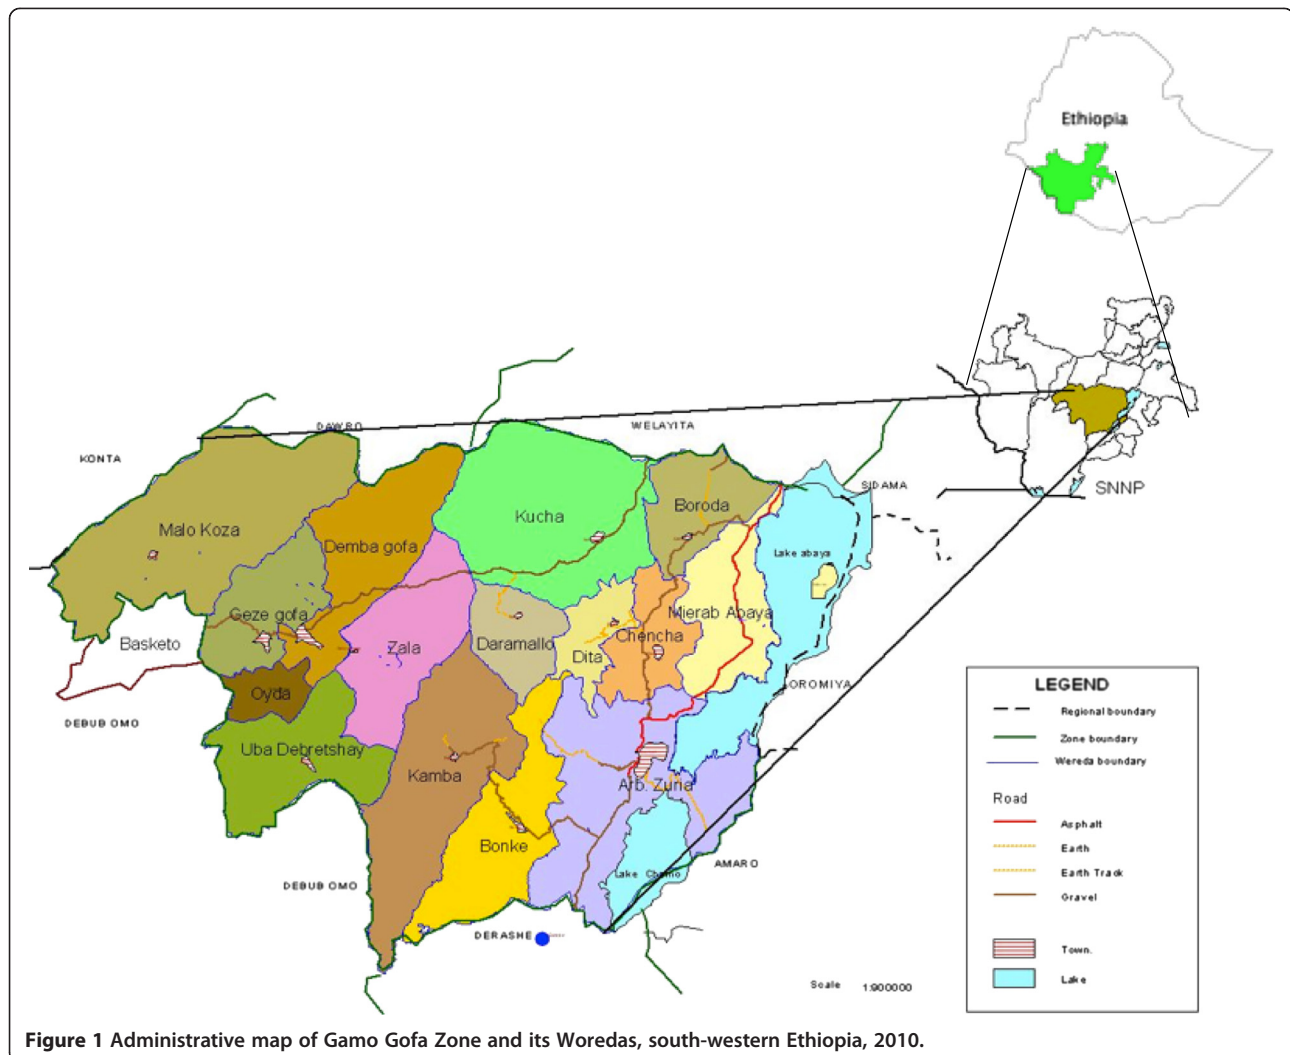 Ethiopia
SNNP
DAWRO
WELAYITA
KONTA
SIDAMA
Malo Koza
Demba gofa
Kucha
Boroda
Lake abaya
Geze gofa
Basketo
Zala
Daramallo
Dita
Chencha
Mierab Abaya
Oyda
OROMIYA
DEBUB OMO
Uba Debretshay
Kamba
Arb. Zuria
Bonke
Lake Chamo
AMARO
DEBUB OMO
DERASHE
LEGEND
Regional boundary
Zone boundary
Wereda boundary
Road
Asphalt
Earth
Earth Track
Gravel
Town.
Lake
Scale 1:900000
Figure 1 Administrative map of Gamo Gofa Zone and its Woredas, south-western Ethiopia, 2010.